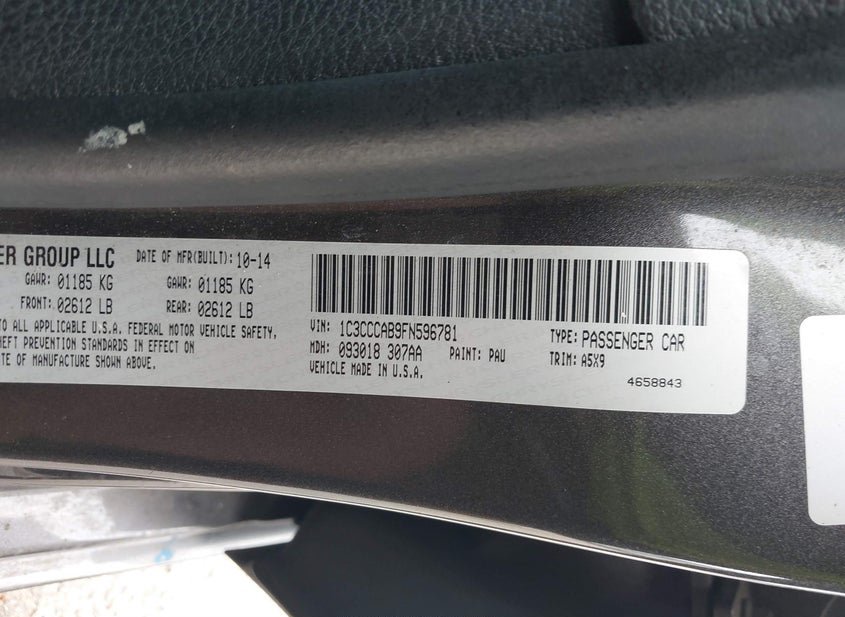 ER GROUP LLC DATE OF MFR(BUILT): 10-14
GAWR: 01185 KG GAWR: 01185 KG
FRONT: 02612 LB REAR: 02612 LB
TO ALL APPLICABLE U.S.A. FEDERAL MOTOR VEHICLE SAFETY,
HEFT PREVENTION STANDARDS IN EFFECT ON
TE OF MANUFACTURE SHOWN ABOVE.
VIN: 1C3CCCAB9FN596781 TYPE: PASSENGER CAR
MDH: 093018 307AA PAINT: PAU TRIM: A5X9
VEHICLE MADE IN U.S.A.
4658843